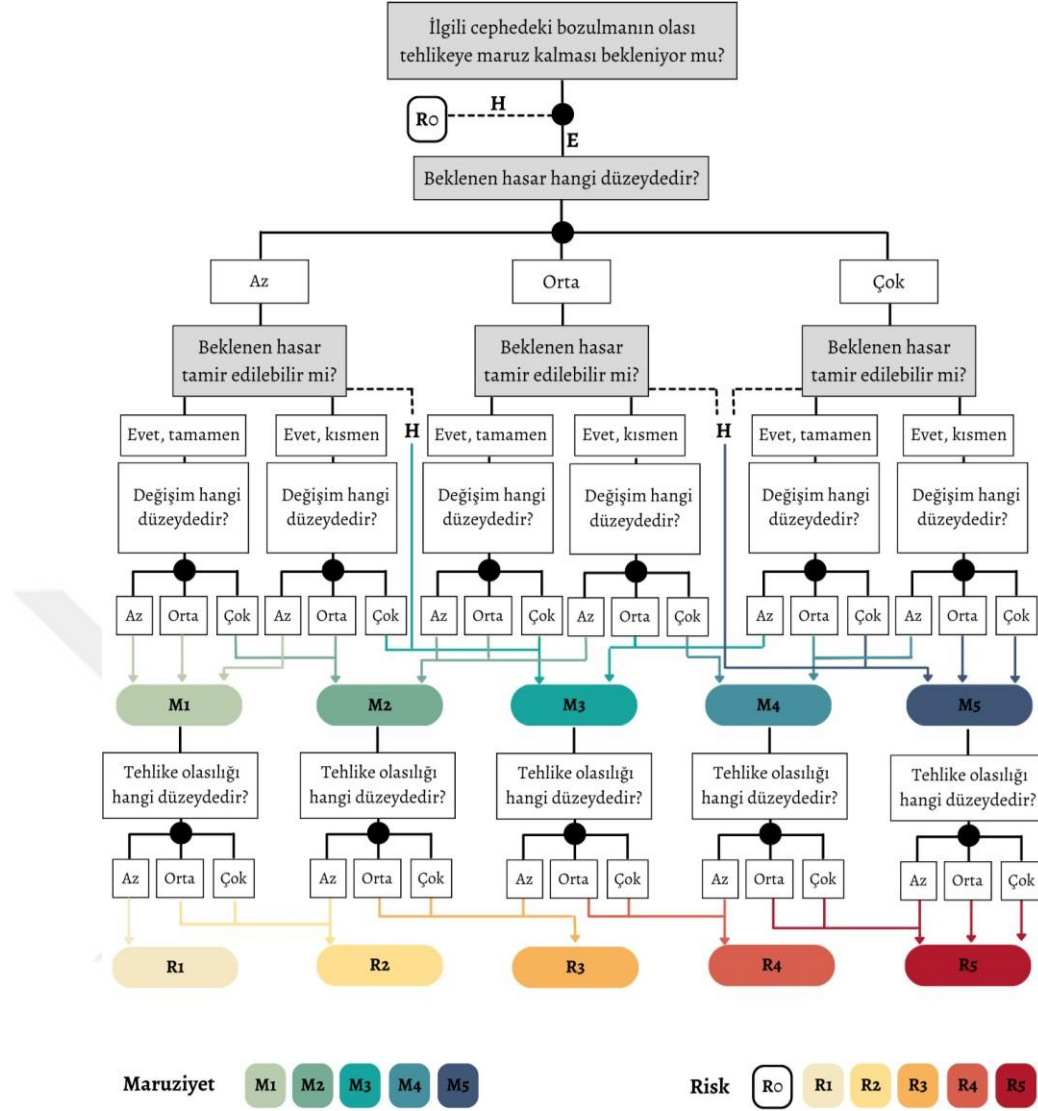 İlgili cephedeki bozulmanın olası
tehlikeye maruz kalması bekleniyor mu?
H
R0
E
Beklenen hasar hangi düzeydedir?
Az
Orta
Çok
Beklenen hasar
tamir edilebilir mi?
Beklenen hasar
tamir edilebilir mi?
Beklenen hasar
tamir edilebilir mi?
Evet, tamamen
Evet, kısmen
H
Evet, tamamen
Evet, kısmen
H
Evet, tamamen
Evet, kısmen
Değişim hangi
düzeydedir?
Değişim hangi
düzeydedir?
Değişim hangi
düzeydedir?
Değişim hangi
düzeydedir?
Değişim hangi
düzeydedir?
Değişim hangi
düzeydedir?
Az Orta Çok
Az Orta Çok
Az Orta Çok
Az Orta Çok
Az Orta Çok
Az Orta Çok
M1
M2
M3
M4
M5
Tehlike olasılığı
hangi düzeydedir?
Tehlike olasılığı
hangi düzeydedir?
Tehlike olasılığı
hangi düzeydedir?
Tehlike olasılığı
hangi düzeydedir?
Tehlike olasılığı
hangi düzeydedir?
Az Orta Çok
Az Orta Çok
Az Orta Çok
Az Orta Çok
Az Orta Çok
R1
R2
R3
R4
R5
Maruziyet M1 M2 M3 M4 M5
Risk R0 R1 R2 R3 R4 R5